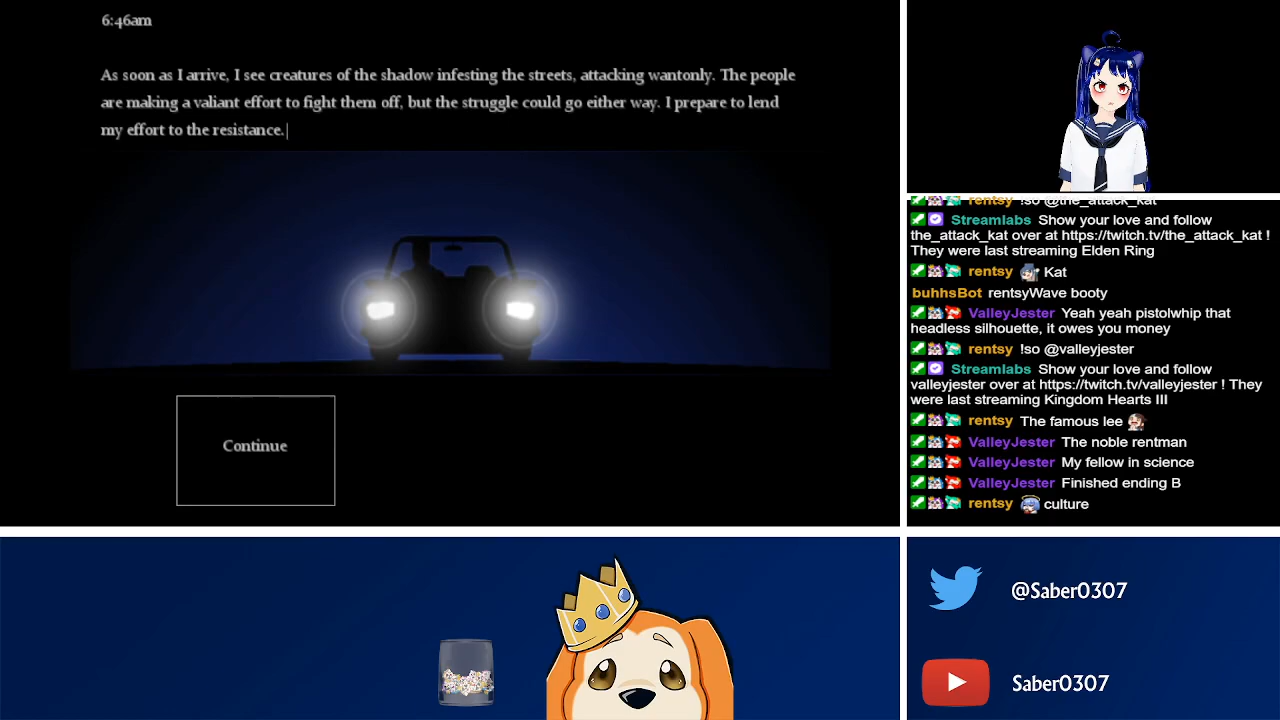 6:46am
As soon as I arrive, I see creatures of the shadow infesting the streets, attacking wantonly. The people
are making a valiant effort to fight them off, but the struggle could go either way. I prepare to lend
my effort to the resistance.
Continue
rentsy !so @the_attack_kat
Streamlabs Show your love and follow
the_attack_kat over at https://twitch.tv/the_attack_kat !
They were last streaming Elden Ring
rentsy Kat
buhhsBot rentsyWave booty
ValleyJester Yeah yeah pistolwhip that
headless silhouette, it owes you money
rentsy !so @valleyjester
Streamlabs Show your love and follow
valleyjester over at https://twitch.tv/valleyjester ! They
were last streaming Kingdom Hearts III
rentsy The famous lee
ValleyJester The noble rentman
ValleyJester My fellow in science
ValleyJester Finished ending B
rentsy culture
@Saber0307
Saber0307